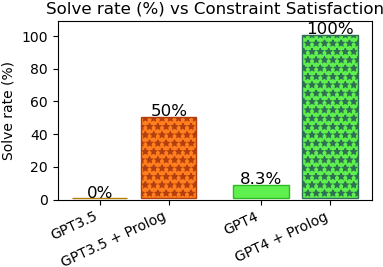 Solve rate (%) vs Constraint Satisfaction
Solve rate (%)
100
80
60
40
20
0
0%
50%
8.3%
100%
GPT3.5
GPT3.5 + Prolog
GPT4
GPT4 + Prolog